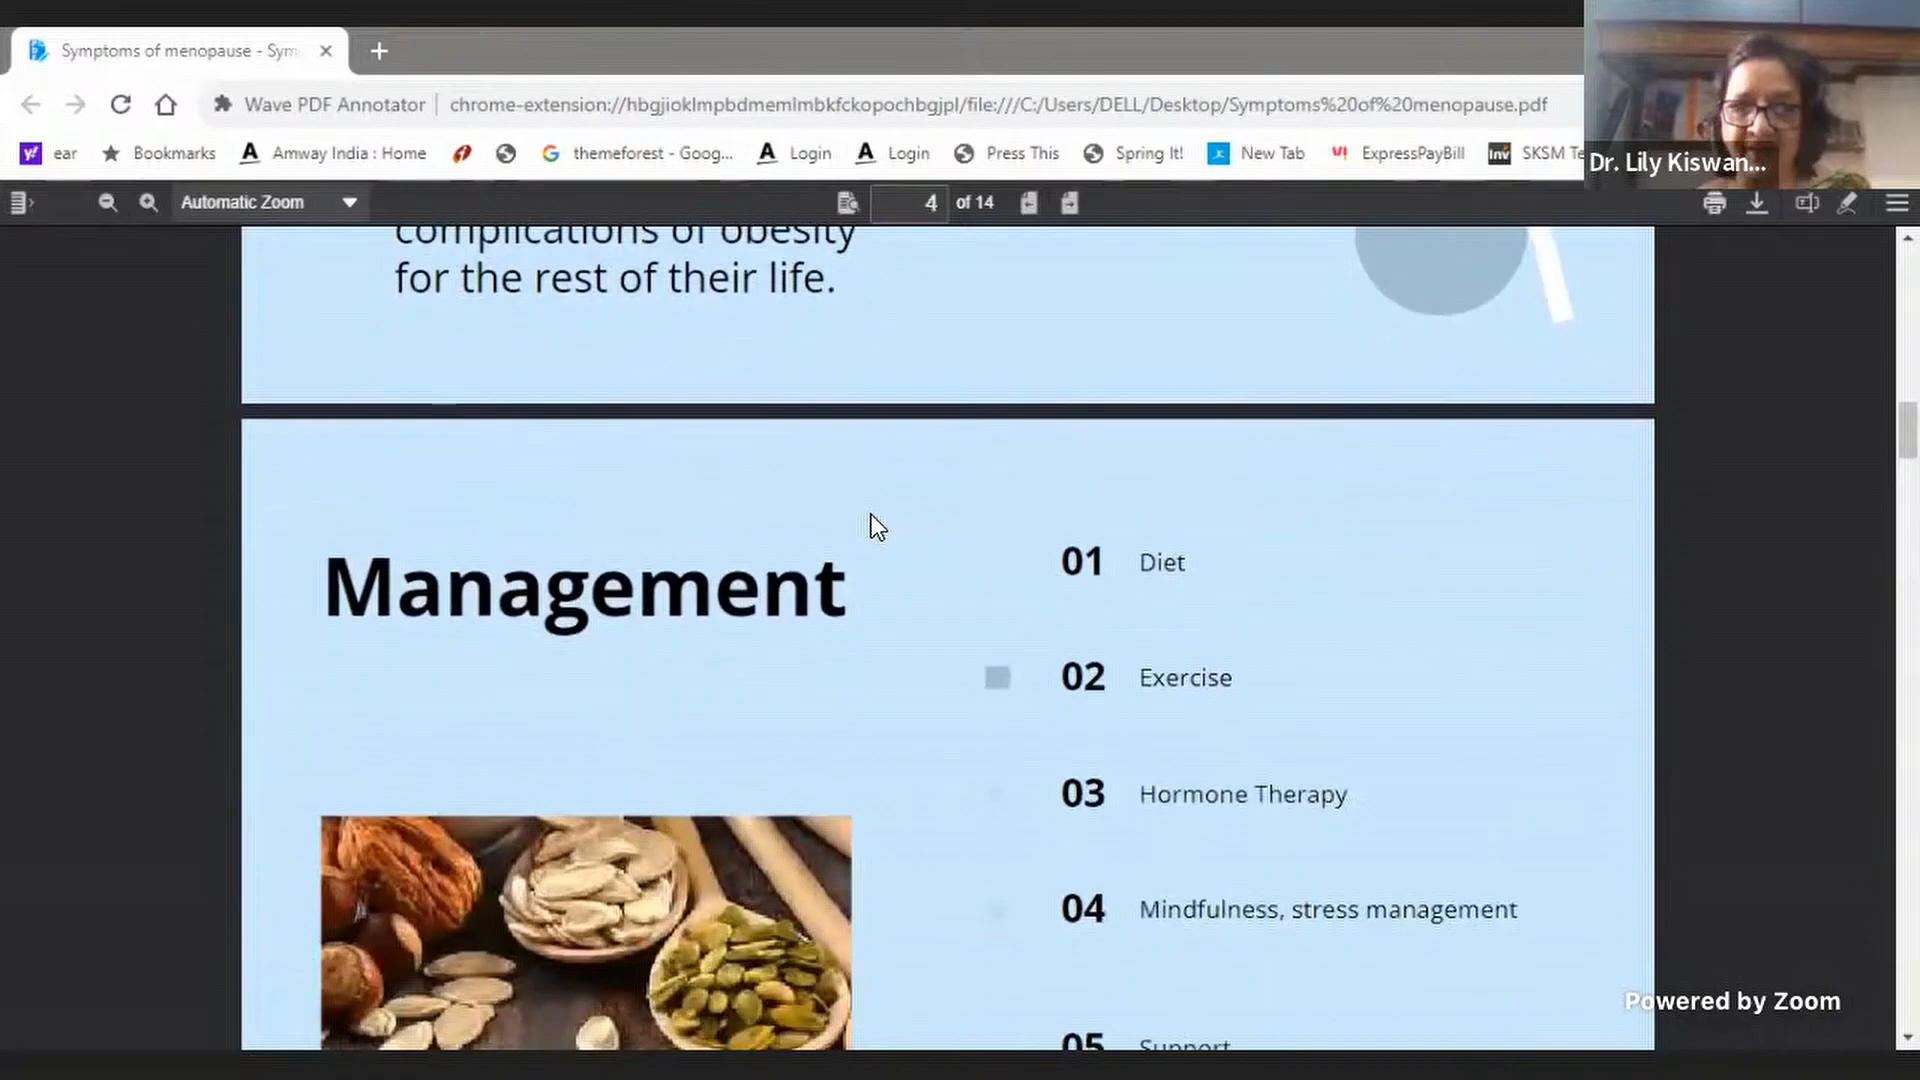 Symptoms of menopause - Sym
Wave PDF Annotator
chrome-extension://hbgjioklmpbdmemlmbkfckopochbgjpl/file:///C:/Users/DELL/Desktop/Symptoms%20of%20menopause.pdf
ear
Bookmarks
Amway India : Home
themeforest - Goog...
Login
Login
Press This
Spring It!
New Tab
ExpressPayBill
SKSM Te
Dr. Lily Kiswan...
Automatic Zoom
4 of 14
complications of obesity
for the rest of their life.
Management
01 Diet
02 Exercise
03 Hormone Therapy
04 Mindfulness, stress management
05 Support
Powered by Zoom